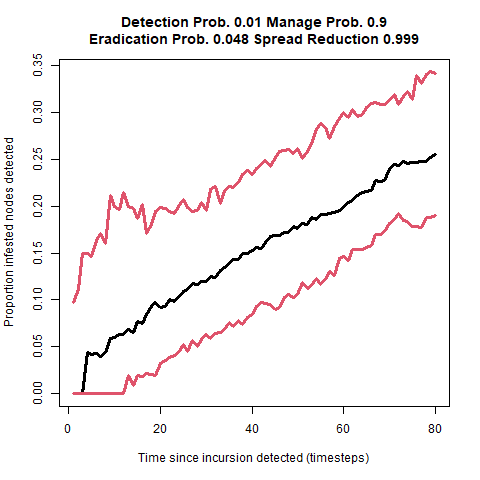 Detection Prob. 0.01 Manage Prob. 0.9
Eradication Prob. 0.048 Spread Reduction 0.999
Proportion infested nodes detected
0.35
0.30
0.25
0.20
0.15
0.10
0.05
0.00
0 20 40 60 80
Time since incursion detected (timesteps)